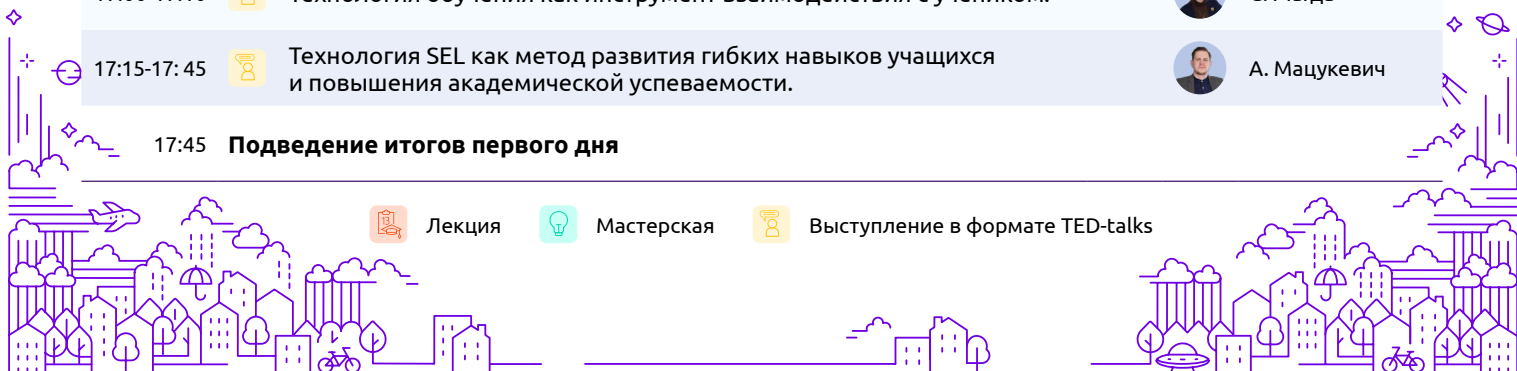 17:15-17: 45
Технология SEL как метод развития гибких навыков учащихся
и повышения академической успеваемости.
А. Мацукевич
17:45 Подведение итогов первого дня
Лекция
Мастерская
Выступление в формате TED-talks